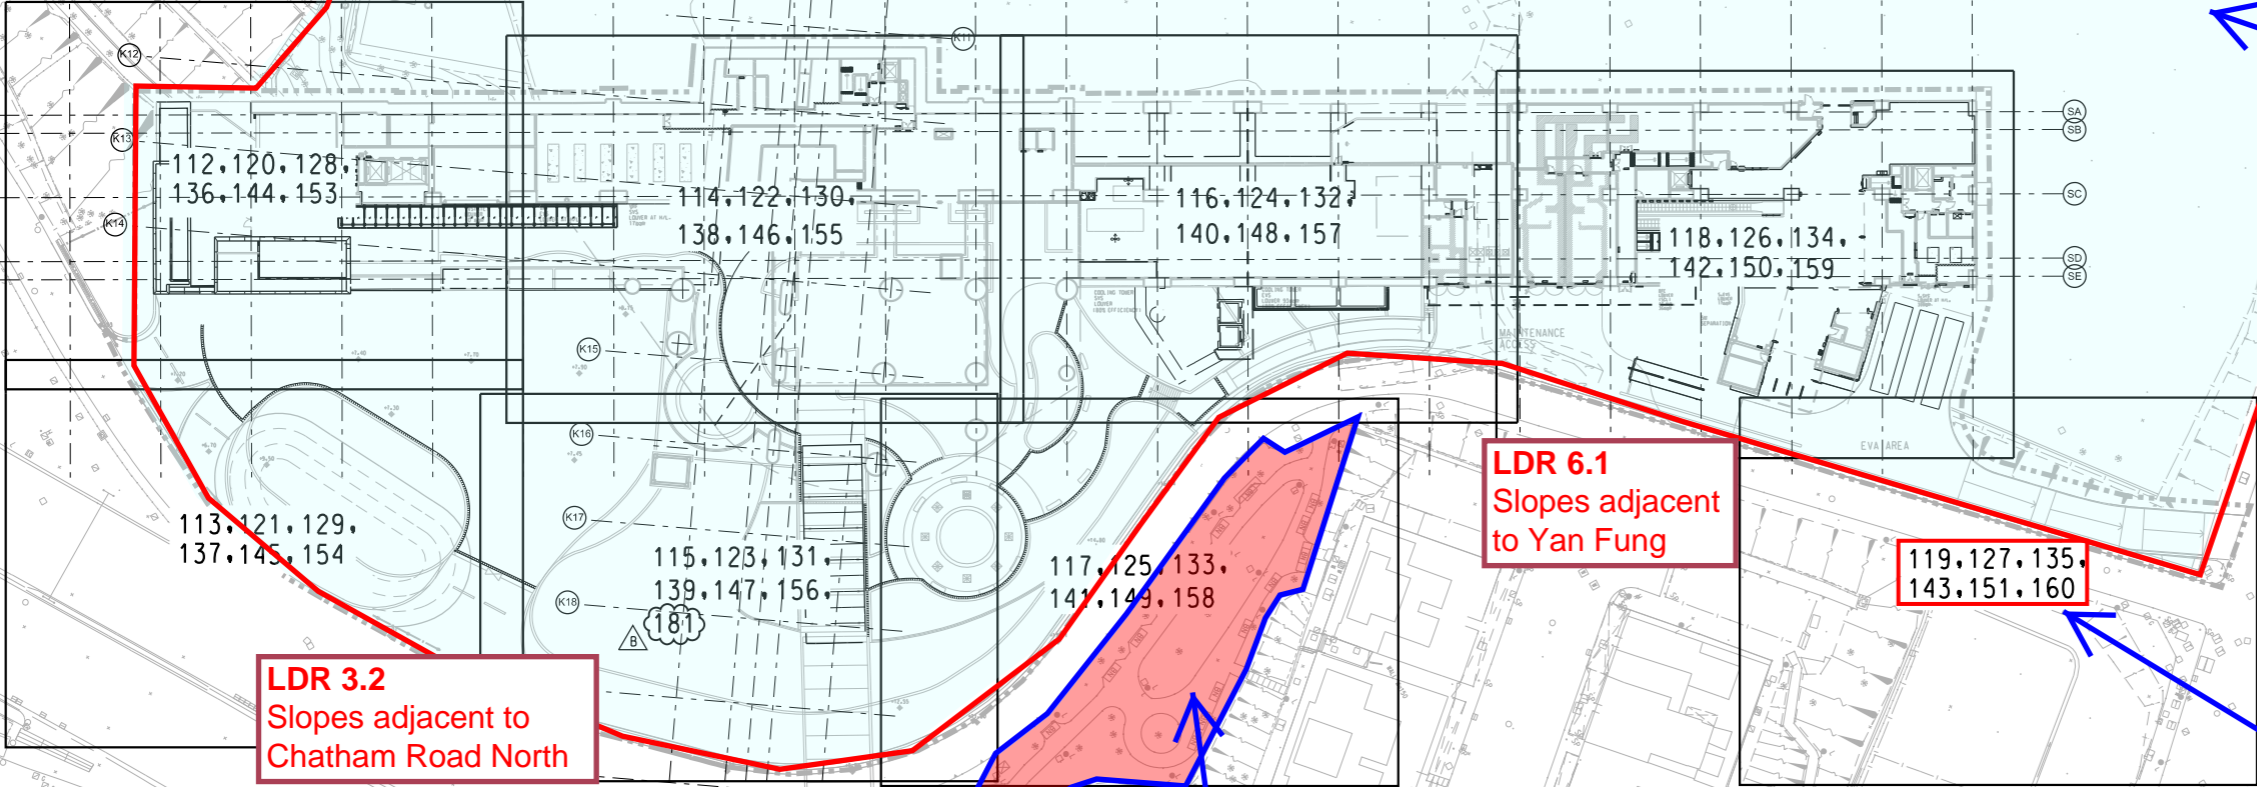 K12
K11
K13
K14
SA
SB
SC
SD
SE
112,120,128,
136,144,153
114,122,130,
138,146,155
116,124,132,
140,148,157
118,126,134,
142,150,159
COOLING TOWER
MAINTENANCE
ACCESS
K15
K16
K17
K18
EVA AREA
LDR 6.1
Slopes adjacent
to Yan Fung
113,121,129,
137,145,154
115,123,131,
139,147,156,
181
B
117,125,133,
141,149,158
119,127,135,
143,151,160
LDR 3.2
Slopes adjacent to
Chatham Road North